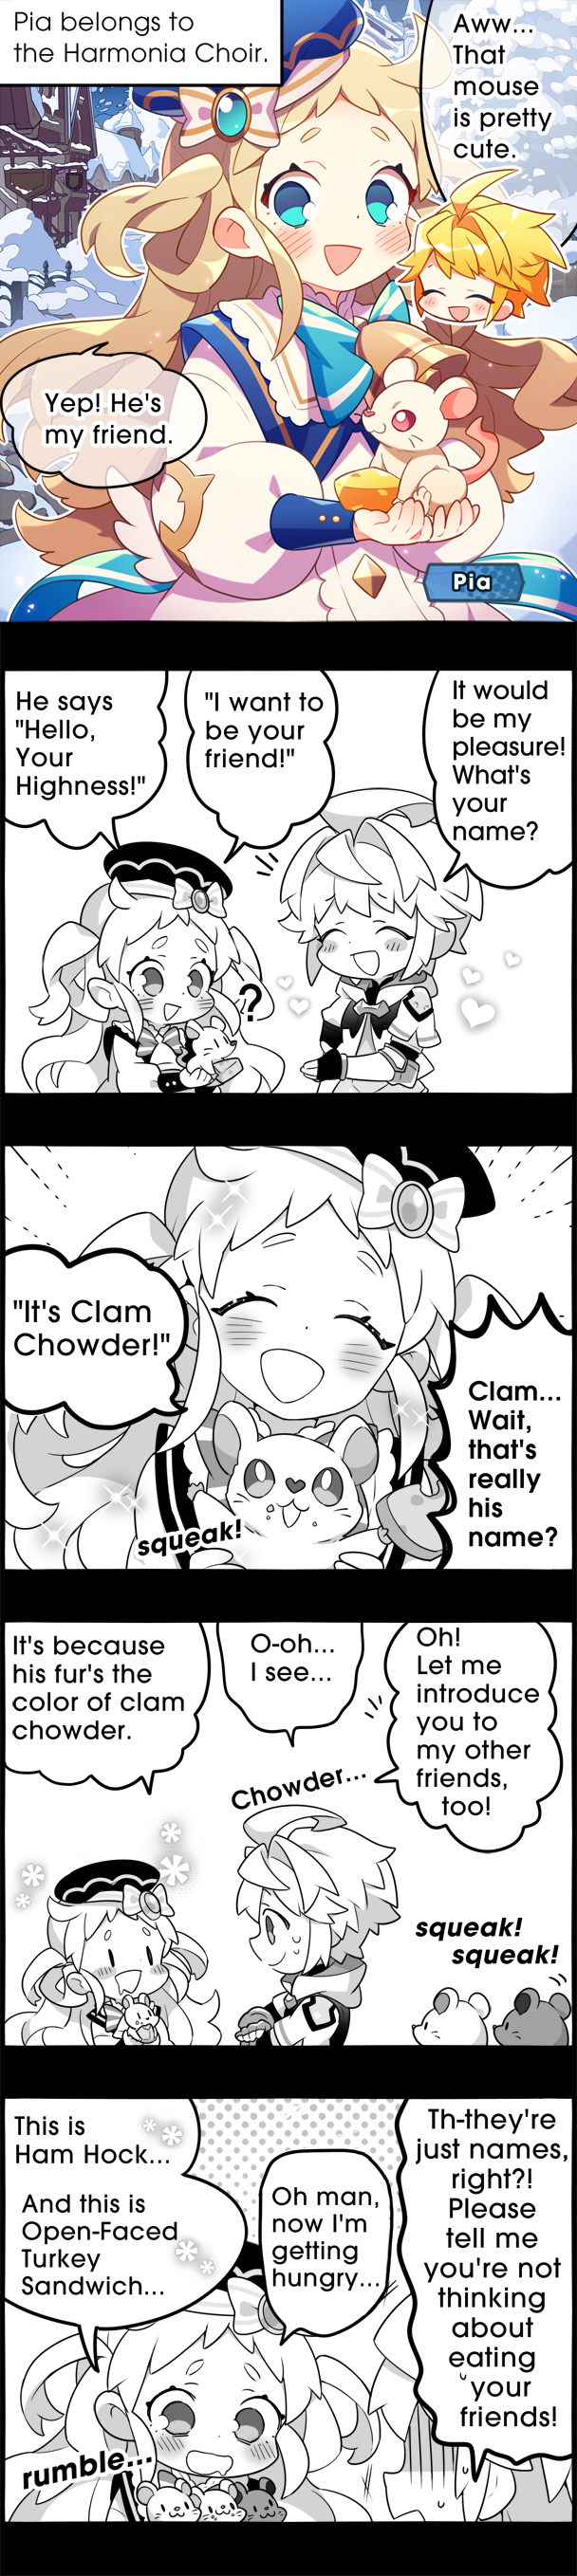 Pia belongs to
the Harmonia Choir.
Aww...
That
mouse
is pretty
cute.
Yep! He's
my friend.
Pia
He says
"Hello,
Your
Highness!"
"I want to
be your
friend!"
It would
be my
pleasure!
What's
your
name?
?
"It's Clam
Chowder!"
squeak!
Clam...
Wait,
that's
really
his
name?
It's because
his fur's the
color of clam
chowder.
O-oh...
I see...
Chowder...
Oh!
Let me
introduce
you to
my other
friends,
too!
squeak!
squeak!
This is
Ham Hock...
And this is
Open-Faced
Turkey
Sandwich...
Oh man,
now I'm
getting
hungry...
rumble...
Th-they're
just names,
right?!
Please
tell me
you're not
thinking
about
eating
your
friends!